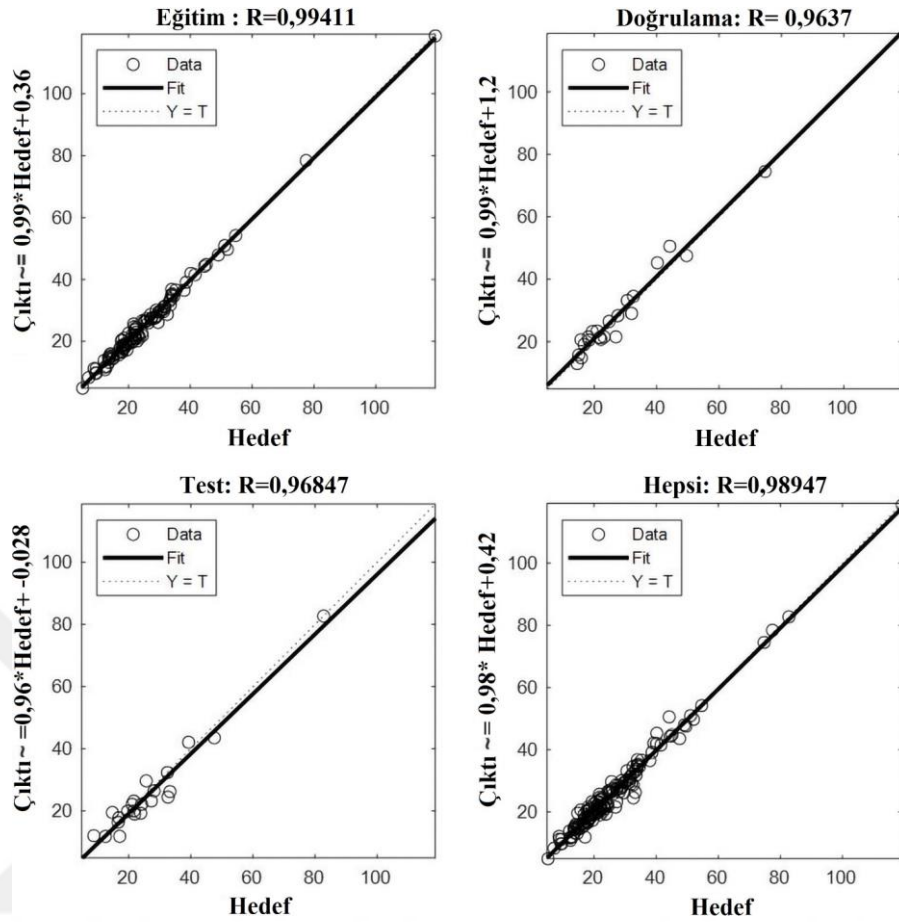 Eğitim : R=0,99411
Çıktı ~= 0,99*Hedef+0,36
Data
Fit
Y = T
100
80
60
40
20
20 40 60 80 100
Hedef
Doğrulama: R= 0,9637
Çıktı ~= 0,99*Hedef+1,2
Data
Fit
Y = T
100
80
60
40
20
20 40 60 80 100
Hedef
Test: R=0,96847
Çıktı ~ =0,96*Hedef+ -0,028
Data
Fit
Y = T
100
80
60
40
20
20 40 60 80 100
Hedef
Hepsi: R=0,98947
Çıktı ~= 0,98* Hedef+0,42
Data
Fit
Y = T
100
80
60
40
20
20 40 60 80 100
Hedef